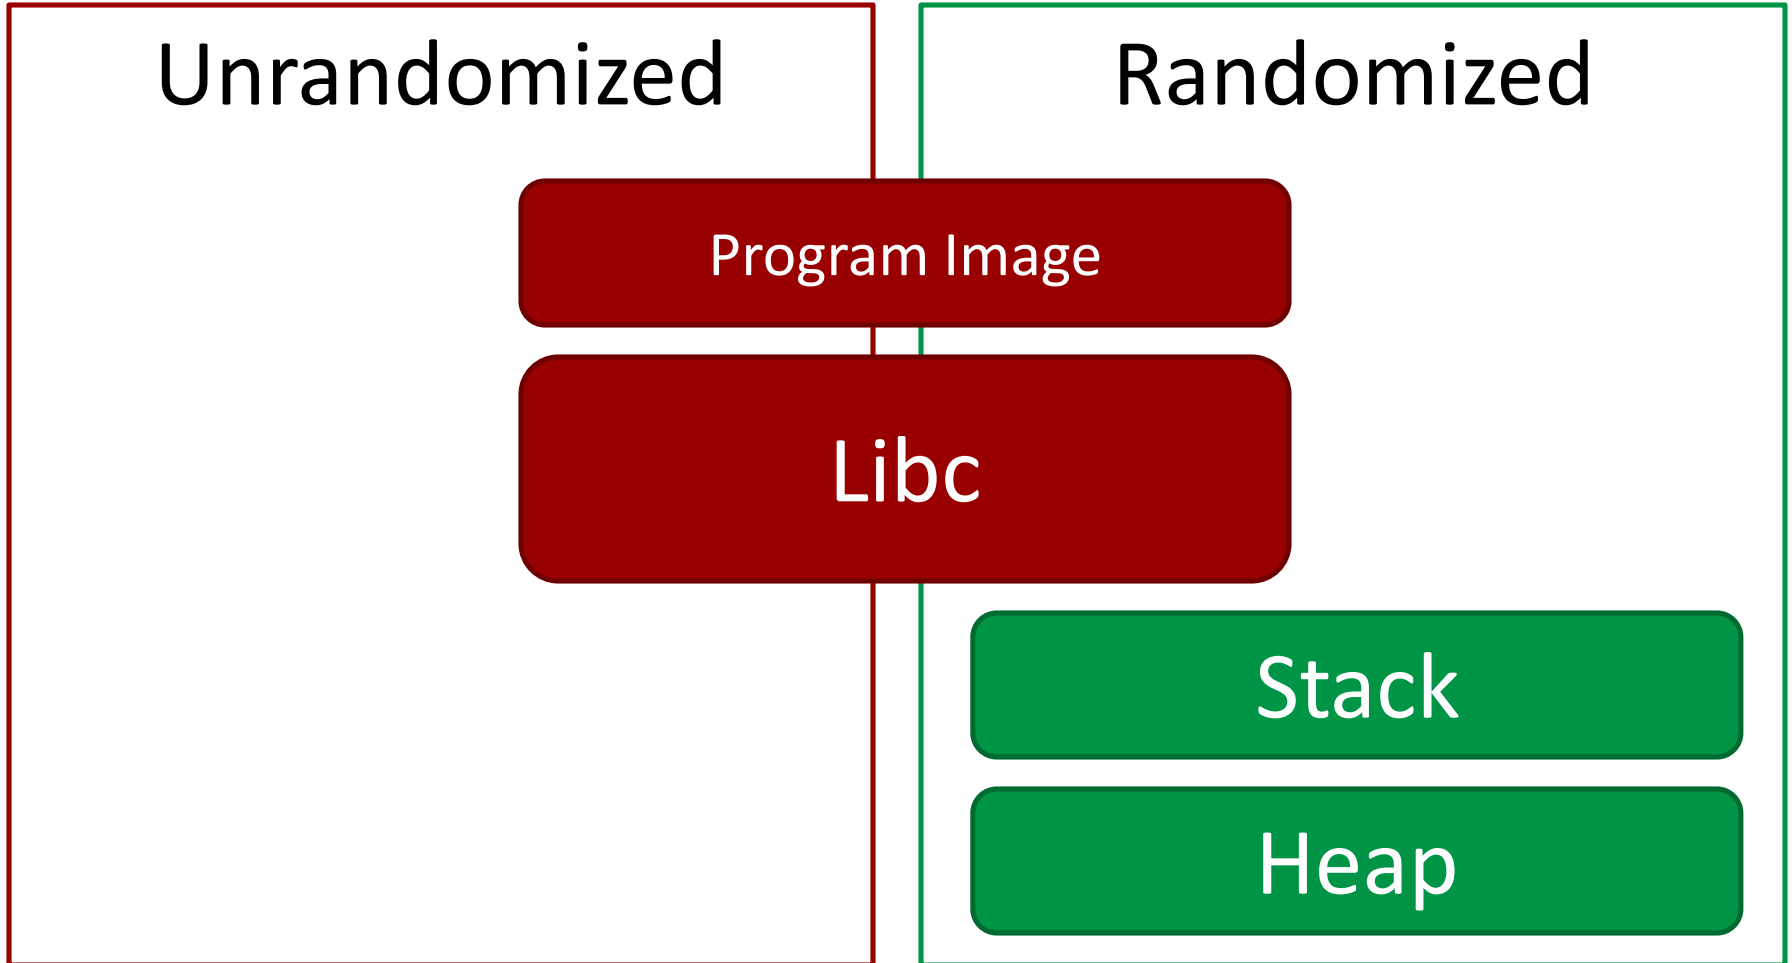 Unrandomized
Randomized
Program Image
Libc
Stack
Heap